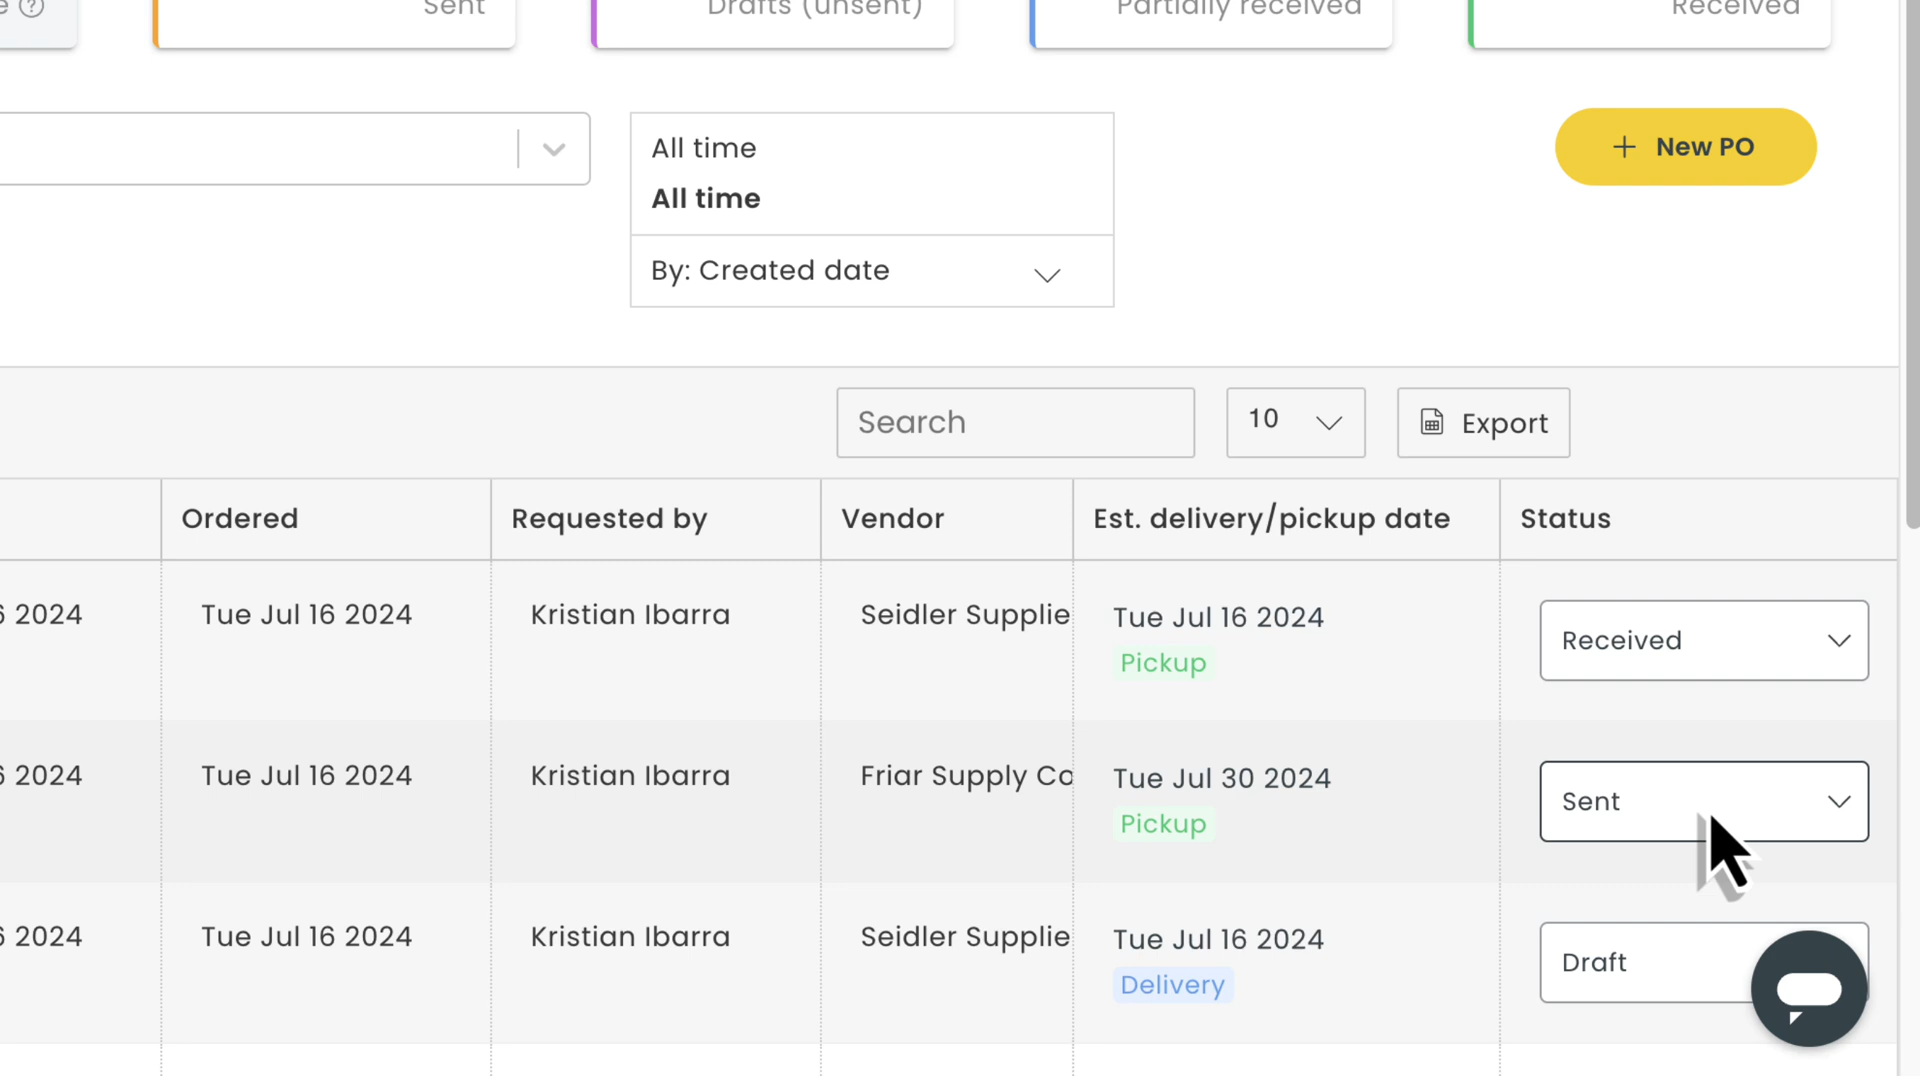 Sent
Drafts (unsent)
Partially received
Received
All time
All time
By: Created date
+ New PO
Search
10
Export
Ordered
Requested by
Vendor
Est. delivery/pickup date
Status
2024
Tue Jul 16 2024
Kristian Ibarra
Seidler Supplie
Tue Jul 16 2024
Pickup
Received
2024
Tue Jul 16 2024
Kristian Ibarra
Friar Supply Co
Tue Jul 30 2024
Pickup
Sent
2024
Tue Jul 16 2024
Kristian Ibarra
Seidler Supplie
Tue Jul 16 2024
Delivery
Draft